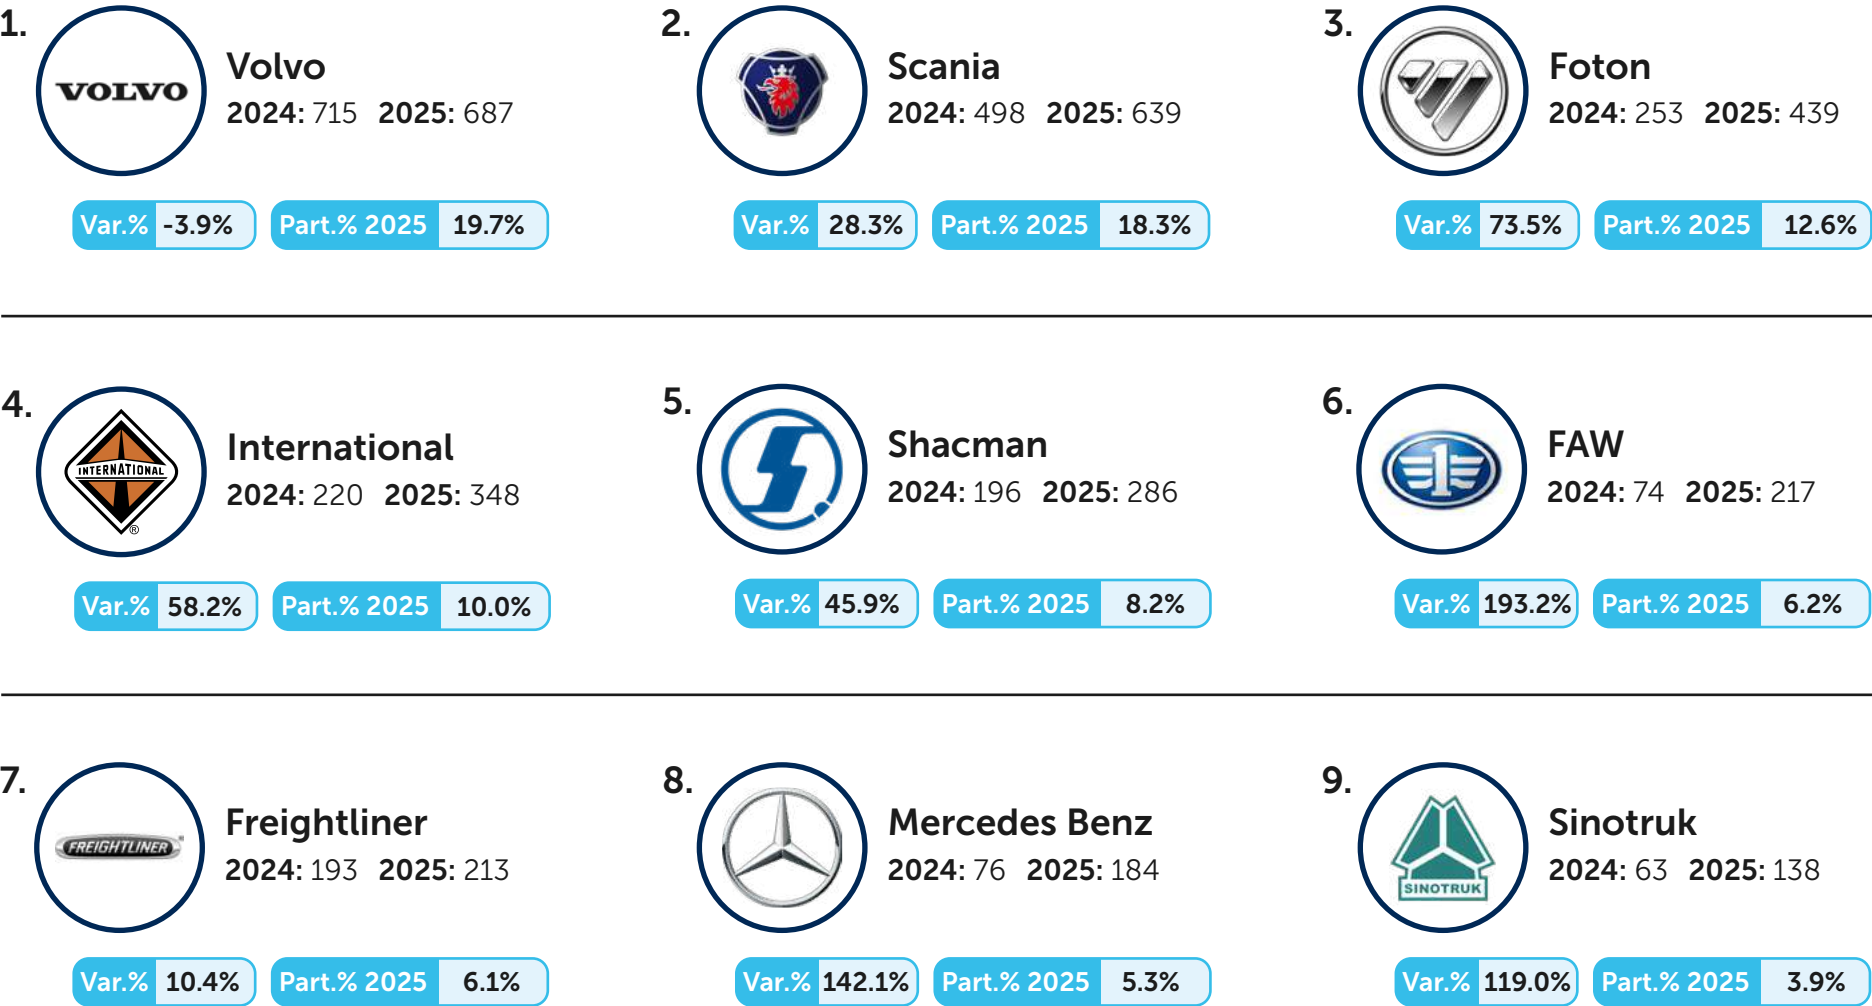 1.
VOLVO
Volvo
2024: 715 2025: 687
Var.% -3.9% Part.% 2025 19.7%
2.
Scania
2024: 498 2025: 639
Var.% 28.3% Part.% 2025 18.3%
3.
Foton
2024: 253 2025: 439
Var.% 73.5% Part.% 2025 12.6%
4.
INTERNATIONAL
®
International
2024: 220 2025: 348
Var.% 58.2% Part.% 2025 10.0%
5.
Shacman
2024: 196 2025: 286
Var.% 45.9% Part.% 2025 8.2%
6.
1
FAW
2024: 74 2025: 217
Var.% 193.2% Part.% 2025 6.2%
7.
FREIGHTLINER
Freightliner
2024: 193 2025: 213
Var.% 10.4% Part.% 2025 6.1%
8.
Mercedes Benz
2024: 76 2025: 184
Var.% 142.1% Part.% 2025 5.3%
9.
SINOTRUK
Sinotruk
2024: 63 2025: 138
Var.% 119.0% Part.% 2025 3.9%